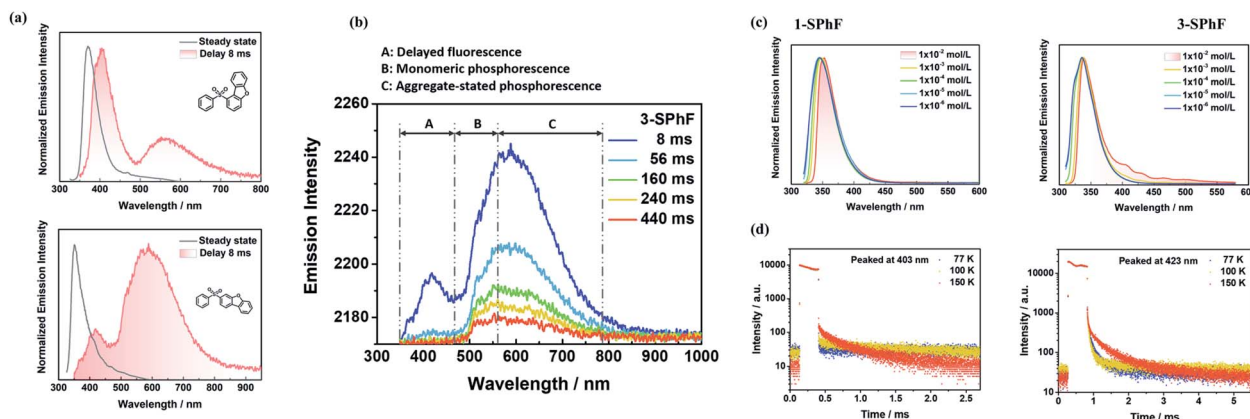 (a)
Normalized Emission Intensity
Steady state
Delay 8 ms
O O
S
O
300 400 500 600 700 800
Wavelength / nm
Normalized Emission Intensity
Steady state
Delay 8 ms
O O
S
O
300 400 500 600 700 800 900
Wavelength / nm
(b)
A: Delayed fluorescence
B: Monomeric phosphorescence
C: Aggregate-stated phosphorescence
Emission Intensity
2260
2240
2220
2200
2180
A B C
3-SPhF
8 ms
56 ms
160 ms
240 ms
440 ms
300 400 500 600 700 800 900 1000
Wavelength / nm
(c)
1-SPhF
Normalized Emission Intensity
1x10-2 mol/L
1x10-3 mol/L
1x10-4 mol/L
1x10-5 mol/L
1x10-6 mol/L
300 350 400 450 500 550 600
Wavelength / nm
3-SPhF
Normalized Emission Intensity
1x10-2 mol/L
1x10-3 mol/L
1x10-4 mol/L
1x10-5 mol/L
1x10-6 mol/L
300 350 400 450 500 550 600
Wavelength / nm
(d)
Intensity / a.u.
10000
1000
100
10
Peaked at 403 nm
77 K
100 K
150 K
0.0 0.5 1.0 1.5 2.0 2.5
Time / ms
Intensity / a.u.
10000
1000
100
10
Peaked at 423 nm
77 K
100 K
150 K
0 1 2 3 4 5
Time / ms